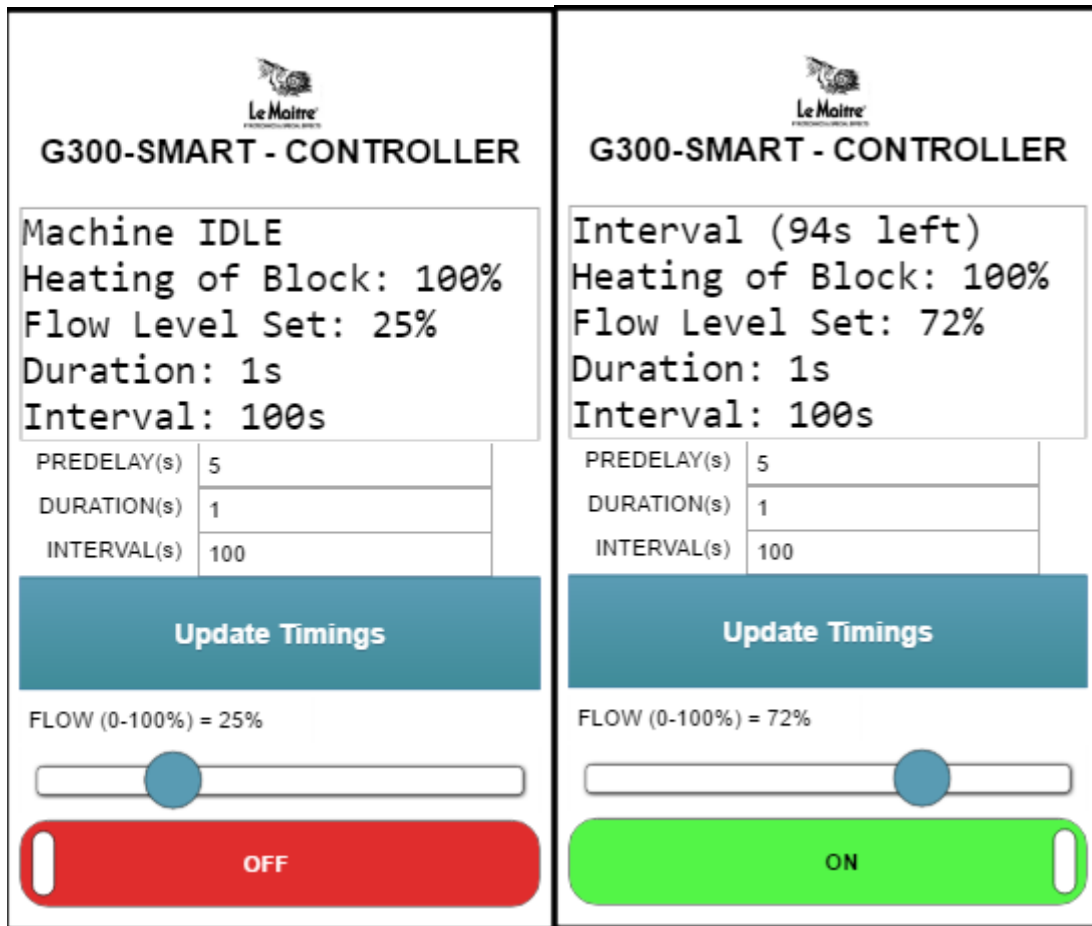 Le Maitre
G300-SMART - CONTROLLER
Machine IDLE
Heating of Block: 100%
Flow Level Set: 25%
Duration: 1s
Interval: 100s
PREDELAY(s) 5
DURATION(s) 1
INTERVAL(s) 100
Update Timings
FLOW (0-100%) = 25%
OFF
Le Maitre
G300-SMART - CONTROLLER
Interval (94s left)
Heating of Block: 100%
Flow Level Set: 72%
Duration: 1s
Interval: 100s
PREDELAY(s) 5
DURATION(s) 1
INTERVAL(s) 100
Update Timings
FLOW (0-100%) = 72%
ON